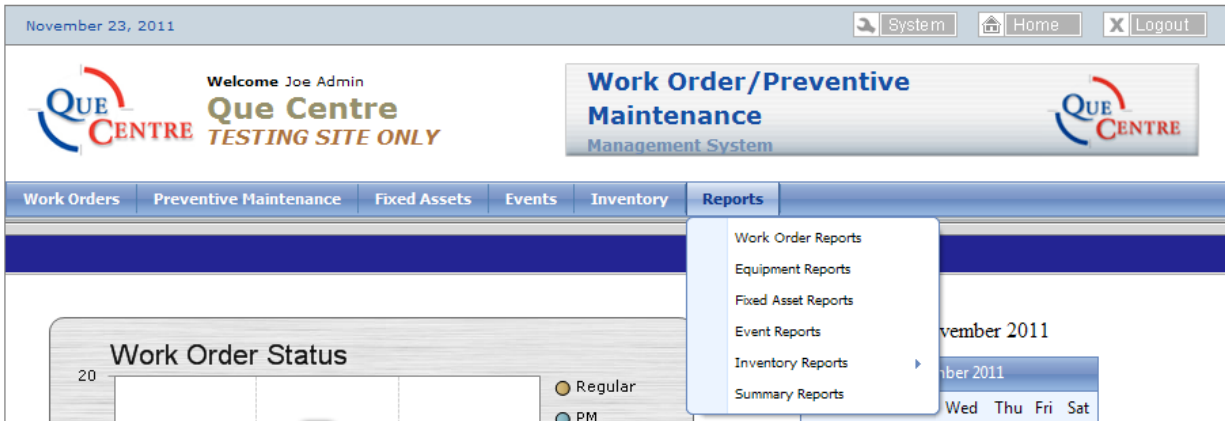 November 23, 2011
System
Home
X Logout
QUE CENTRE
Welcome Joe Admin
Que Centre
TESTING SITE ONLY
Work Order/Preventive
Maintenance
Management System
QUE CENTRE
Work Orders Preventive Maintenance Fixed Assets Events Inventory Reports
Work Order Reports
Equipment Reports
Fixed Asset Reports
Event Reports
Inventory Reports
Summary Reports
Work Order Status
20
Regular
PM
vember 2011
nber 2011
Wed Thu Fri Sat